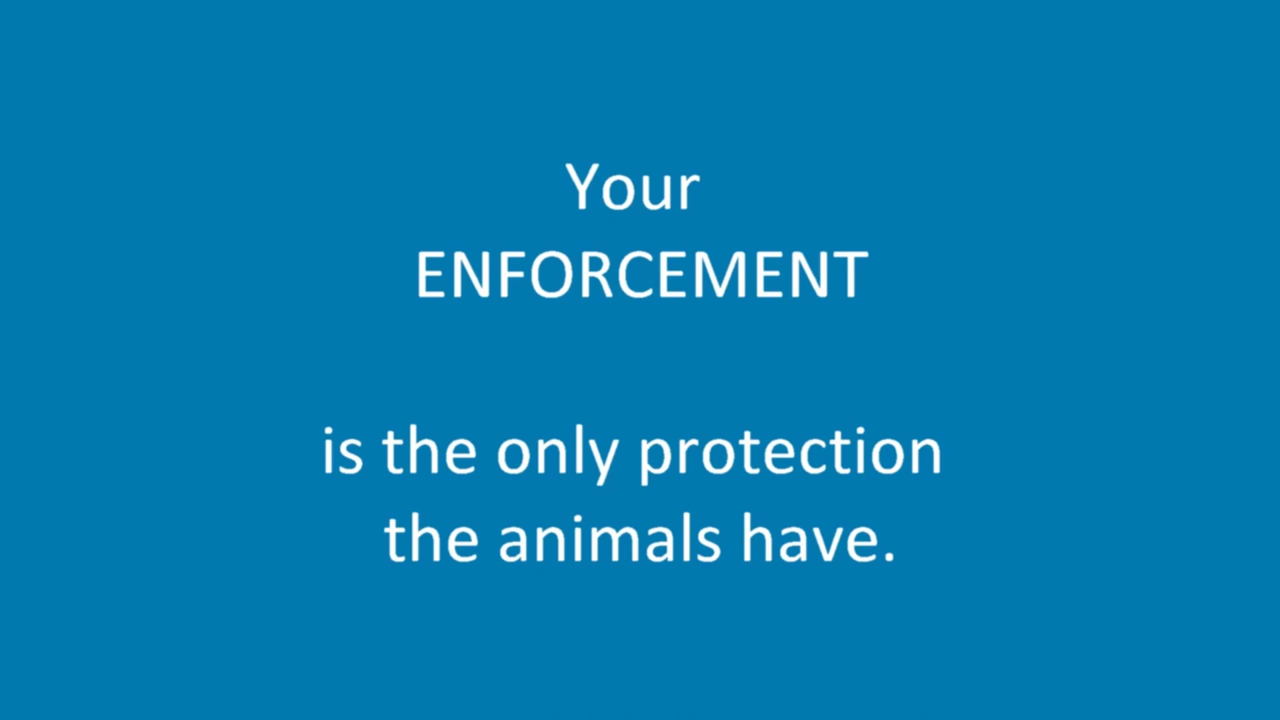 Your
ENFORCEMENT
is the only protection
the animals have.